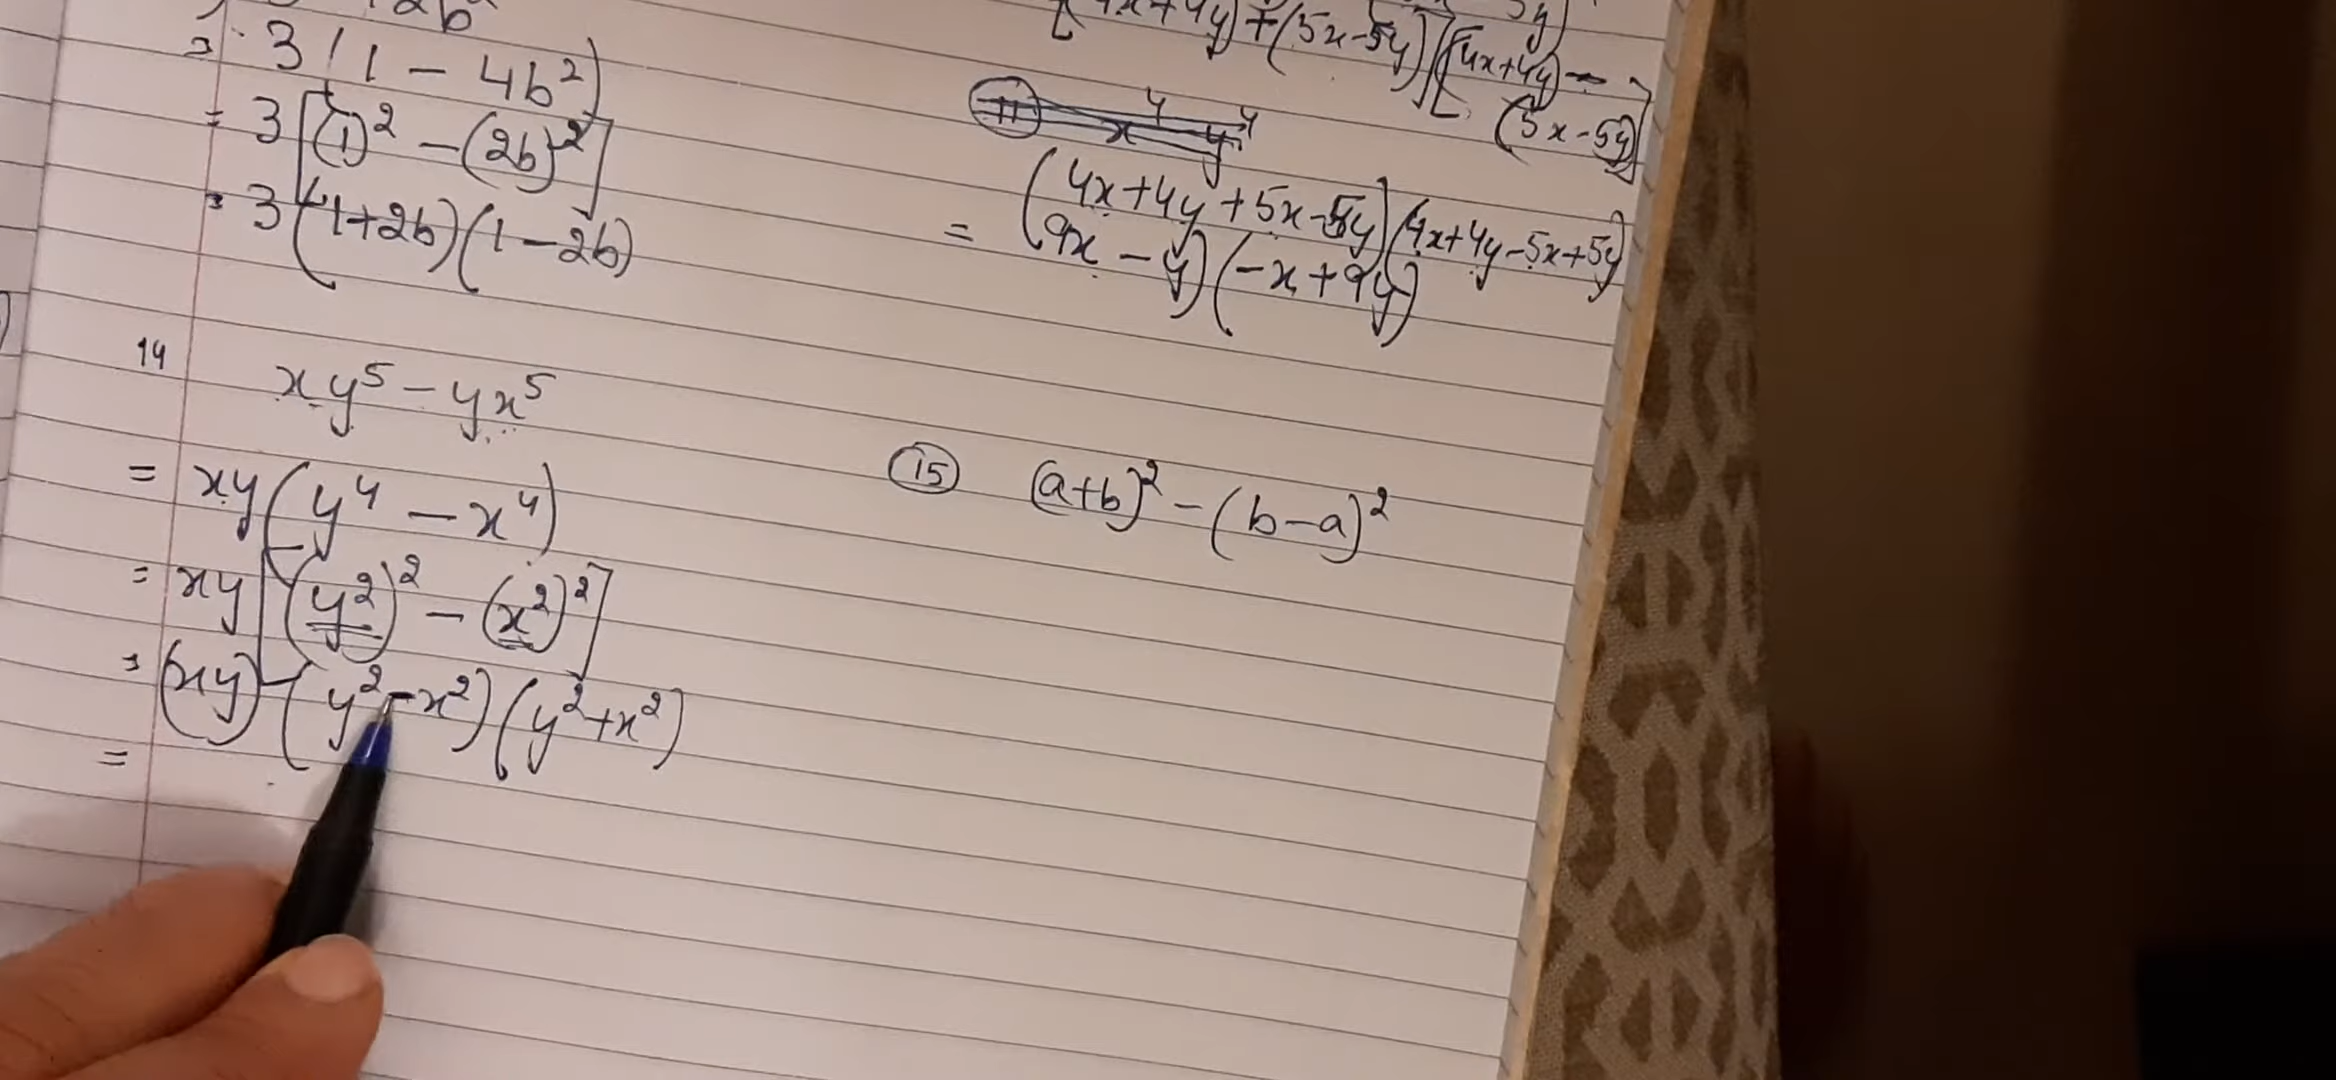 3(1 - 4b²)
= 3[(1)² - (2b)²]
= 3(1+2b)(1-2b)
14 xy⁵ - yx⁵
= xy(y⁴ - x⁴)
= xy[(y²)² - (x²)²]
= (xy) (y² - x²)(y² + x²)
=
4x+4y)+(5x-5y)][(4x+4y) -
(5x-5y)]
(4x+4y+5x-5y)(4x+4y-5x+5y)
= (9x - y)(-x+9y)
15 (a+b)² - (b-a)²